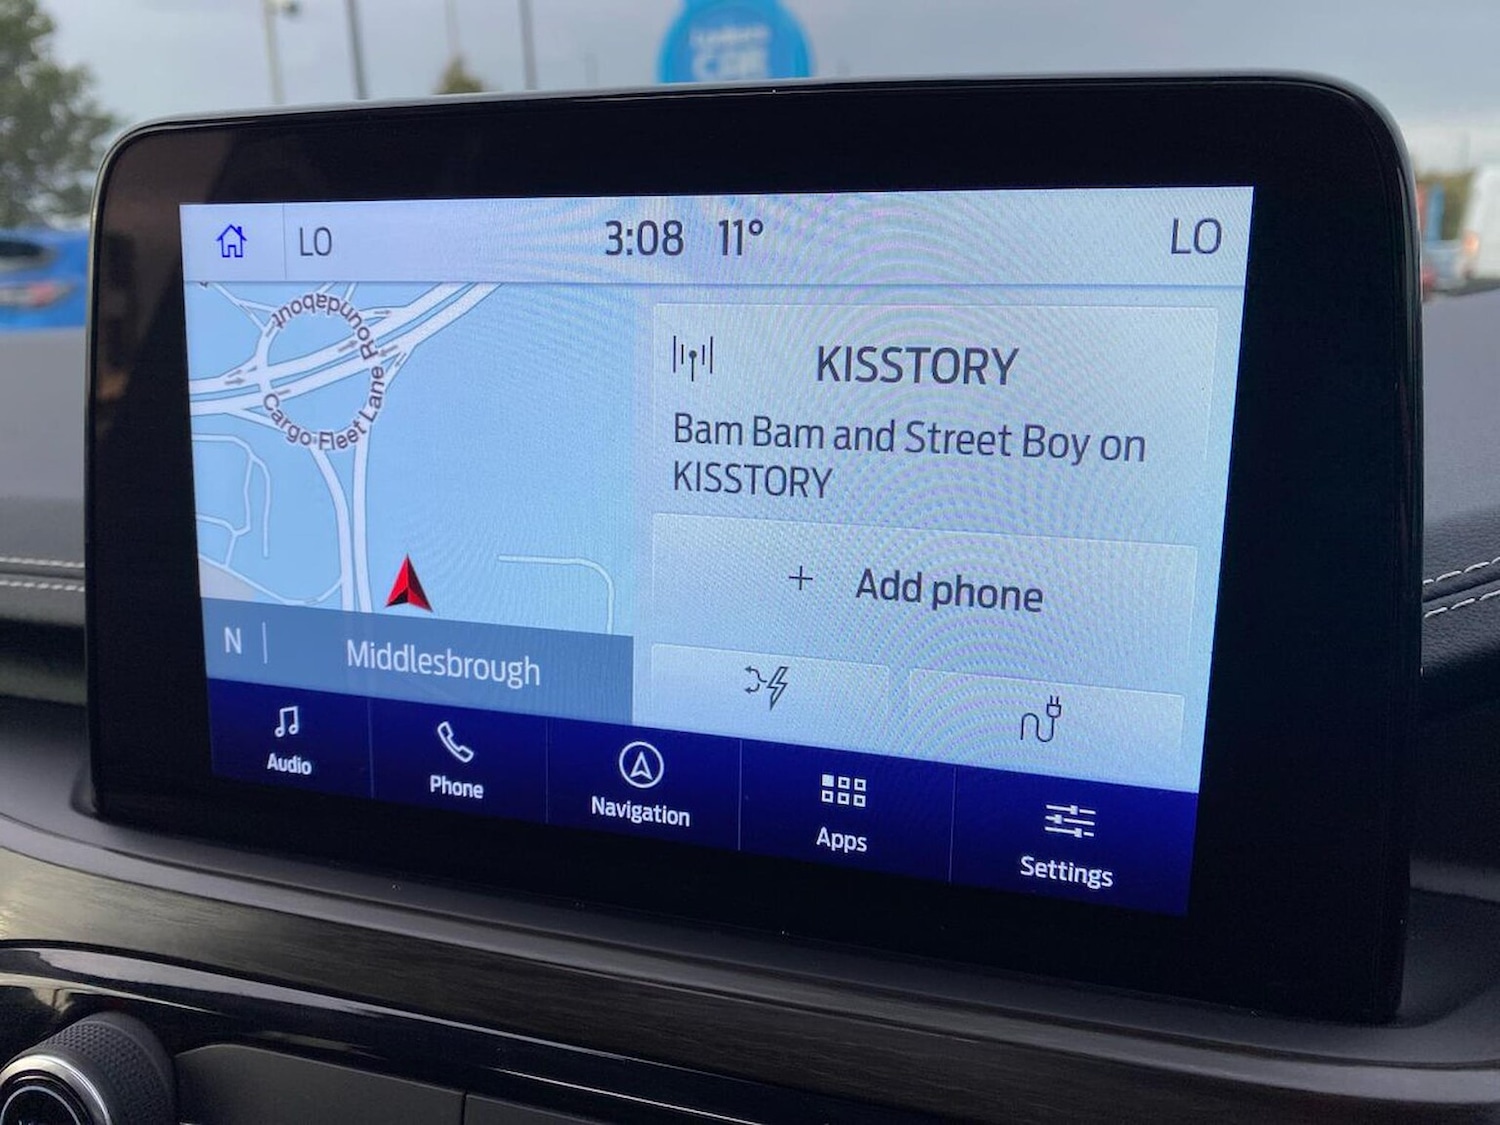 LO
3:08 11°
LO
Cargo Fleet Lane Roundabout
KISSTORY
Bam Bam and Street Boy on
KISSTORY
+ Add phone
N | Middlesbrough
Audio
Phone
Navigation
Apps
Settings